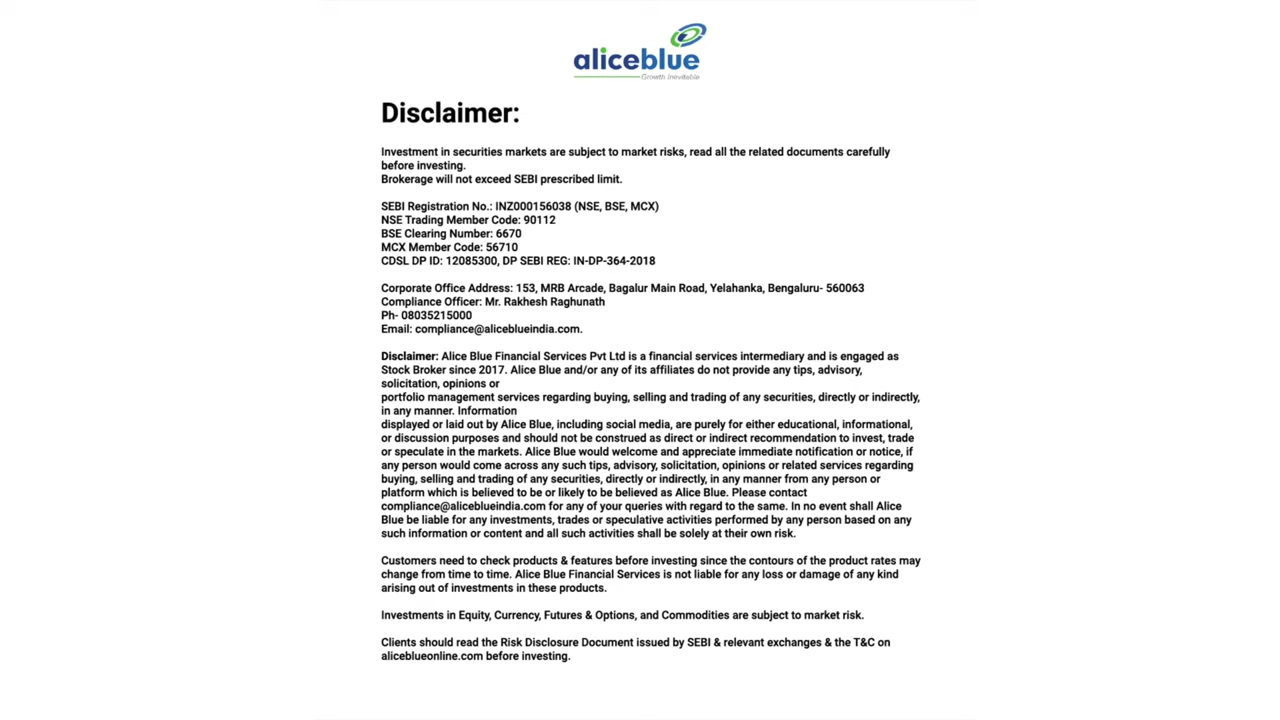 aliceblue
Growth Inevitable
Disclaimer:
Investment in securities markets are subject to market risks, read all the related documents carefully
before investing.
Brokerage will not exceed SEBI prescribed limit.
SEBI Registration No.: INZ000156038 (NSE, BSE, MCX)
NSE Trading Member Code: 90112
BSE Clearing Number: 6670
MCX Member Code: 56710
CDSL DP ID: 12085300, DP SEBI REG: IN-DP-364-2018
Corporate Office Address: 153, MRB Arcade, Bagalur Main Road, Yelahanka, Bengaluru- 560063
Compliance Officer: Mr. Rakhesh Raghunath
Ph- 08035215000
Email: compliance@aliceblueindia.com.
Disclaimer: Alice Blue Financial Services Pvt Ltd is a financial services intermediary and is engaged as
Stock Broker since 2017. Alice Blue and/or any of its affiliates do not provide any tips, advisory,
solicitation, opinions or
portfolio management services regarding buying, selling and trading of any securities, directly or indirectly,
in any manner. Information
displayed or laid out by Alice Blue, including social media, are purely for either educational, informational,
or discussion purposes and should not be construed as direct or indirect recommendation to invest, trade
or speculate in the markets. Alice Blue would welcome and appreciate immediate notification or notice, if
any person would come across any such tips, advisory, solicitation, opinions or related services regarding
buying, selling and trading of any securities, directly or indirectly, in any manner from any person or
platform which is believed to be or likely to be believed as Alice Blue. Please contact
compliance@aliceblueindia.com for any of your queries with regard to the same. In no event shall Alice
Blue be liable for any investments, trades or speculative activities performed by any person based on any
such information or content and all such activities shall be solely at their own risk.
Customers need to check products & features before investing since the contours of the product rates may
change from time to time. Alice Blue Financial Services is not liable for any loss or damage of any kind
arising out of investments in these products.
Investments in Equity, Currency, Futures & Options, and Commodities are subject to market risk.
Clients should read the Risk Disclosure Document issued by SEBI & relevant exchanges & the T&C on
aliceblueonline.com before investing.